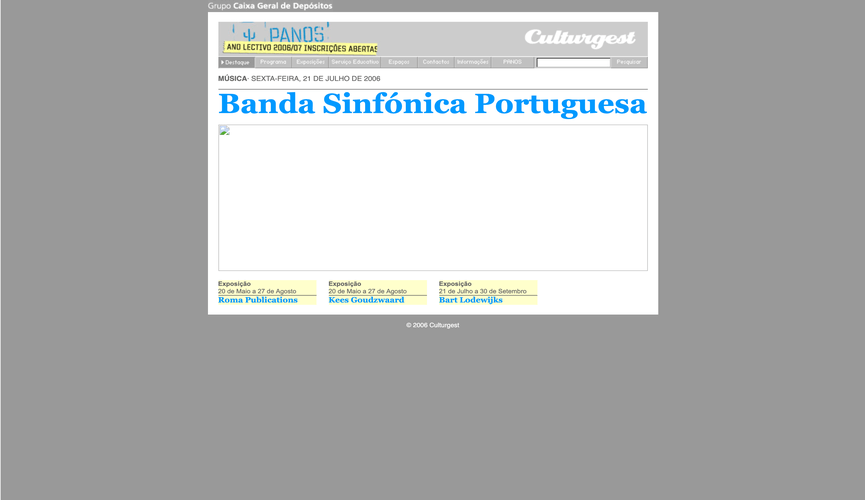 Grupo Caixa Geral de Depósitos
PANOS
ANO LECTIVO 2006/07 INSCRIÇÕES ABERTAS
Culturgest
Destaque Programa Exposições Serviço Educativo Espaços Contactos Informações PANOS Pesquisar
MÚSICA- SEXTA-FEIRA, 21 DE JULHO DE 2006
Banda Sinfónica Portuguesa
Exposição
20 de Maio a 27 de Agosto
Roma Publications
Exposição
20 de Maio a 27 de Agosto
Kees Goudzwaard
Exposição
21 de Julho a 30 de Setembro
Bart Lodewijks
© 2006 Culturgest